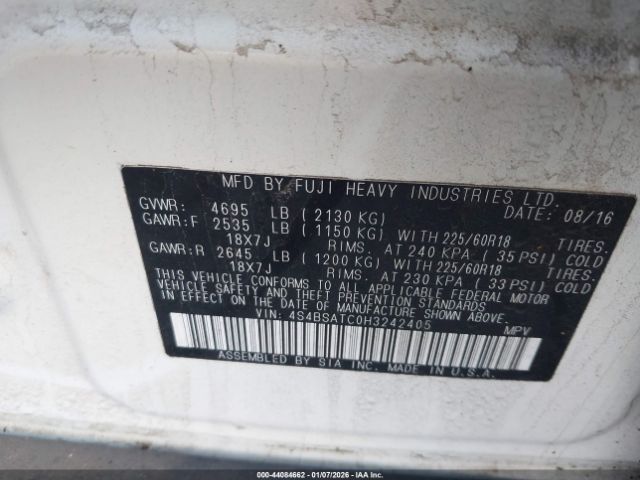 MFD BY FUJI HEAVY INDUSTRIES LTD.
DATE: 08/16
GVWR: 4695 LB ( 2130 KG)
GAWR:F 2535 LB ( 1150 KG) WITH 225/60R18 TIRES.
18X7J RIMS. AT 240 KPA ( 35 PSI) COLD
GAWR:R 2645 LB ( 1200 KG) WITH 225/60R18 TIRES.
18X7J RIMS. AT 230 KPA ( 33 PSI) COLD
THIS VEHICLE CONFORMS TO ALL APPLICABLE FEDERAL MOTOR
VEHICLE SAFETY AND THEFT PREVENTION STANDARDS
IN EFFECT ON THE DATE OF MANUFACTURE SHOWN ABOVE.
VIN: 4S4BSATC0H3242405 MPV
ASSEMBLED BY SIA INC. MADE IN U.S.A.
000-44084662 - 01/07/2026 - IAAI.COM